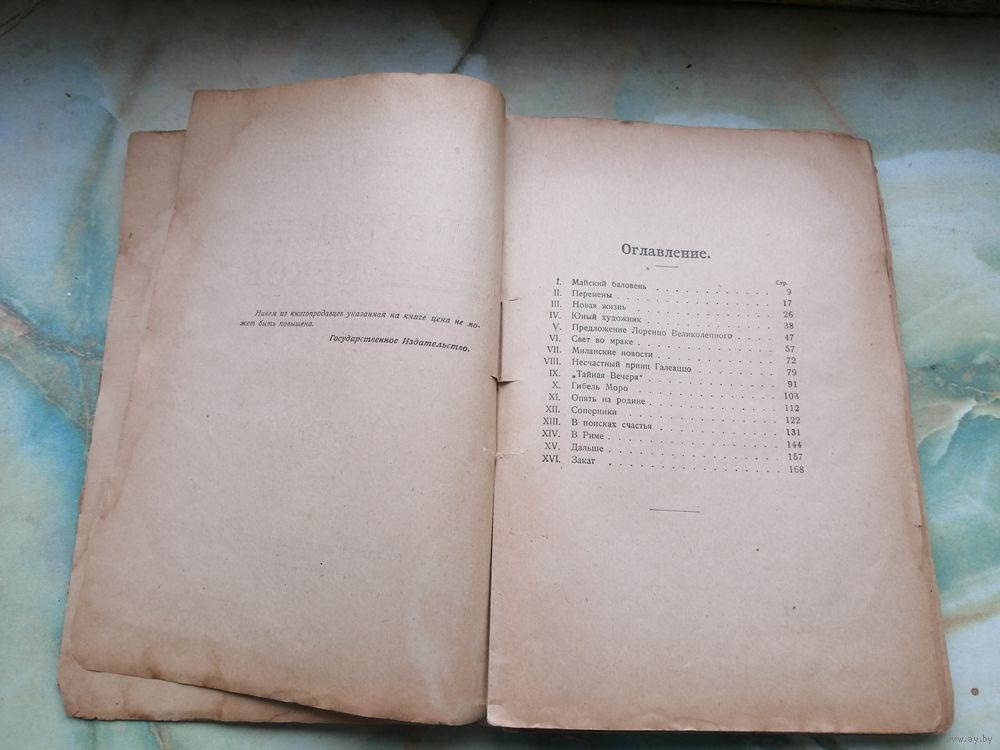 Никем из книгопродавцев указанная на книге цена не мо-
жет быть повышена.
Государственное Издательство.
Оглавление.
Стр.
I. Майский баловень 9
II. Перемены 17
III. Новая жизнь 26
IV. Юный художник 38
V. Предложение Лоренцо Великолепного 47
VI. Свет во мраке 57
VII. Миланские новости 72
VIII. Несчастный принц Галеаццо 79
IX. „Тайная Вечеря“ 91
X. Гибель Моро 103
XI. Опять на родине 112
XII. Соперники 122
XIII. В поисках счастья 131
XIV. В Риме 144
XV. Дальше 157
XVI. Закат 168
www.ay.by